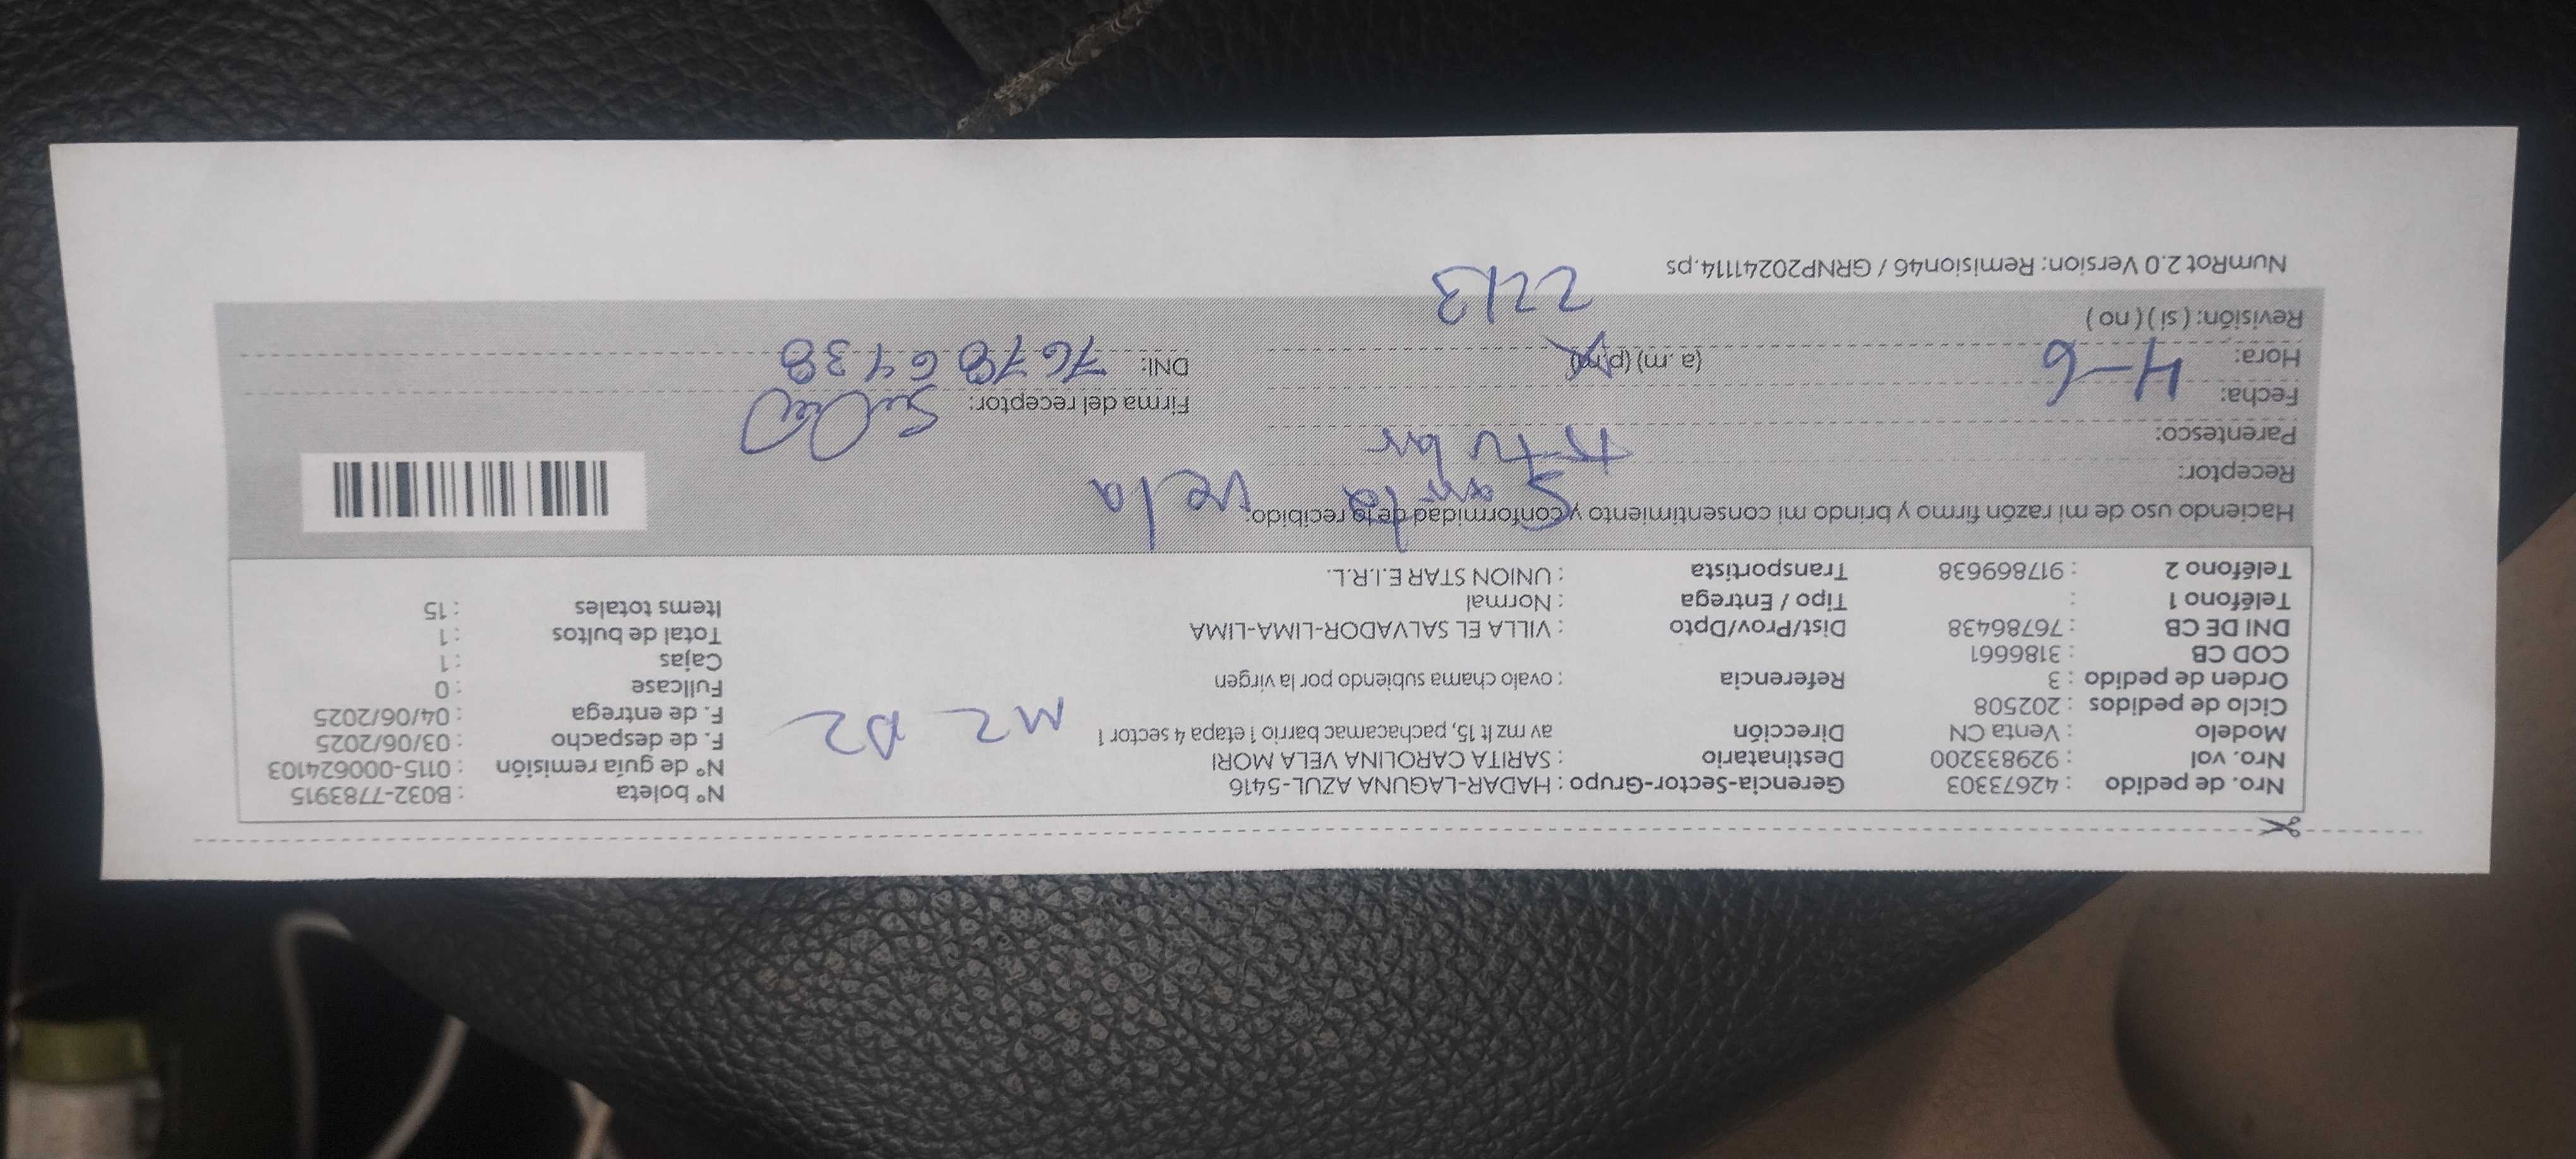 Nro. de pedido : 42673303 Gerencia-Sector-Grupo : HADAR-LAGUNA AZUL-5416 N° boleta : B032-7783915
Nro. vol : 929833200 Destinatario : SARITA CAROLINA VELA MORI N° de guía remisión : 0115-000624103
Modelo : Venta CN Dirección av mz lt 15, pachacamac barrio 1 etapa 4 sector 1 MZ D2 F. de despacho : 03/06/2025
Ciclo de pedidos : 202508 F. de entrega : 04/06/2025
Orden de pedido : 3 Referencia : ovalo chama subiendo por la virgen Fullcase : 0
COD CB : 3186661 Cajas : 1
DNI DE CB : 76786438 Dist/Prov/Dpto : VILLA EL SALVADOR-LIMA-LIMA Total de bultos : 1
Teléfono 1 : Tipo / Entrega : Normal Items totales : 15
Teléfono 2 : 917869638 Transportista : UNION STAR E.I.R.L.
Haciendo uso de mi razón firmo y brindo mi consentimiento y conformidad de lo recibido:
Receptor: Sarita vela
Parentesco: titular
Fecha: 4-6 Firma del receptor:
Hora: (a.m) (p.m) DNI: 76786438
Revisión: ( si ) ( no ) 2213
NumRot 2.0 Version: Remision46 / GRNP20241114.ps